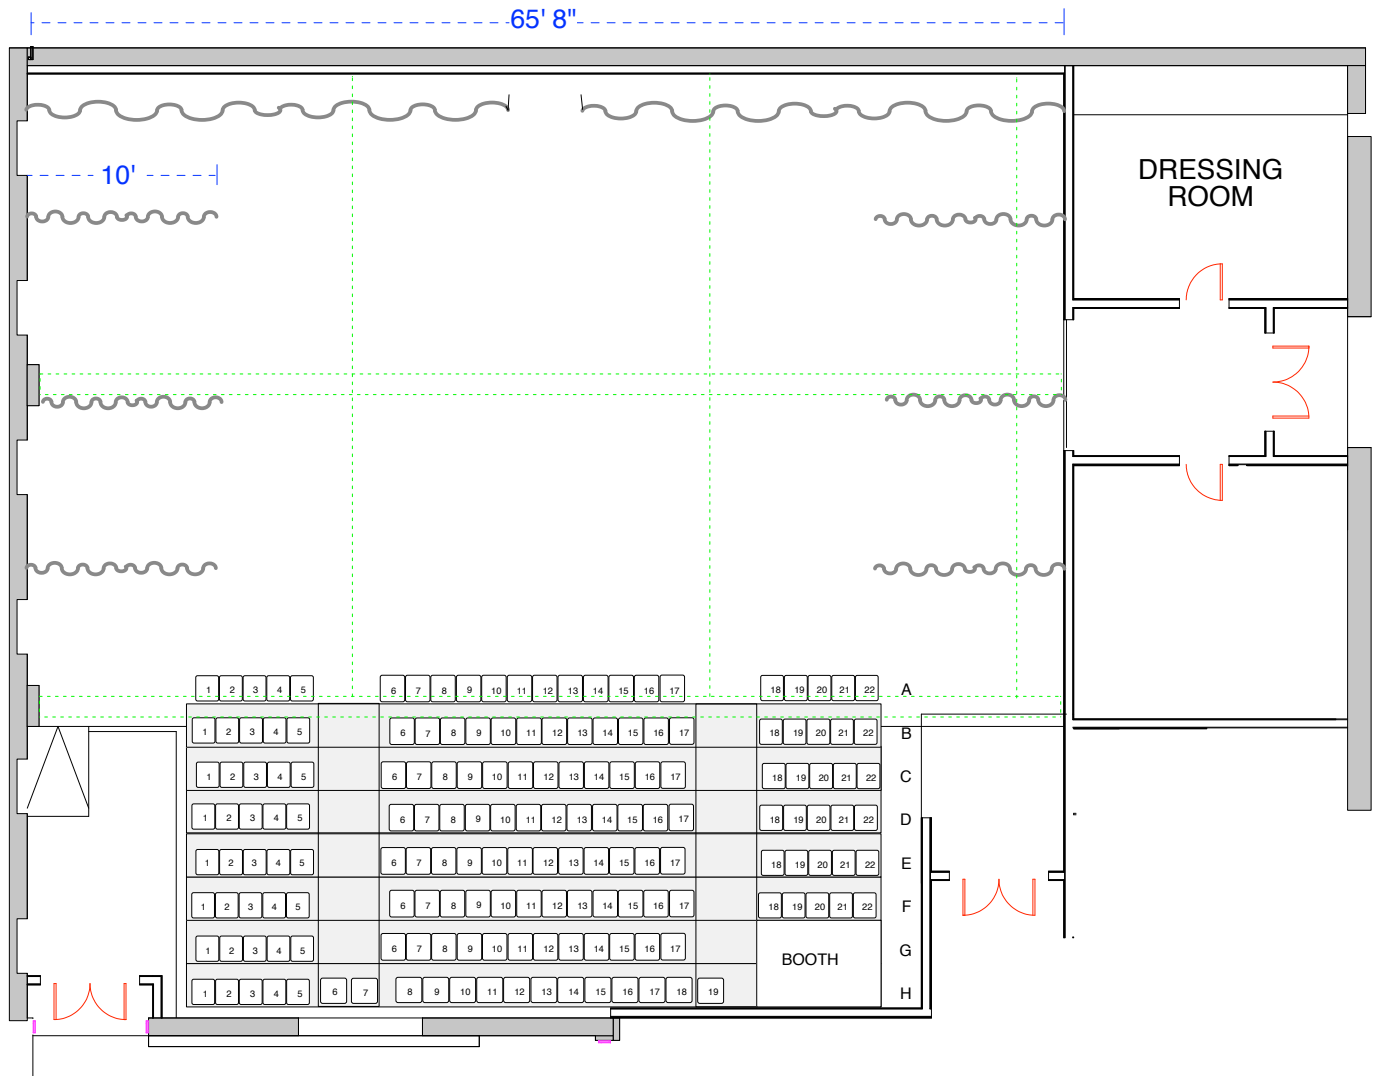 65' 8"
10'
DRESSING
ROOM
1 2 3 4 5 6 7 8 9 10 11 12 13 14 15 16 17 18 19 20 21 22 A
1 2 3 4 5 6 7 8 9 10 11 12 13 14 15 16 17 18 19 20 21 22 B
1 2 3 4 5 6 7 8 9 10 11 12 13 14 15 16 17 18 19 20 21 22 C
1 2 3 4 5 6 7 8 9 10 11 12 13 14 15 16 17 18 19 20 21 22 D
1 2 3 4 5 6 7 8 9 10 11 12 13 14 15 16 17 18 19 20 21 22 E
1 2 3 4 5 6 7 8 9 10 11 12 13 14 15 16 17 18 19 20 21 22 F
1 2 3 4 5 6 7 8 9 10 11 12 13 14 15 16 17 G
BOOTH
1 2 3 4 5 6 7 8 9 10 11 12 13 14 15 16 17 18 19 H